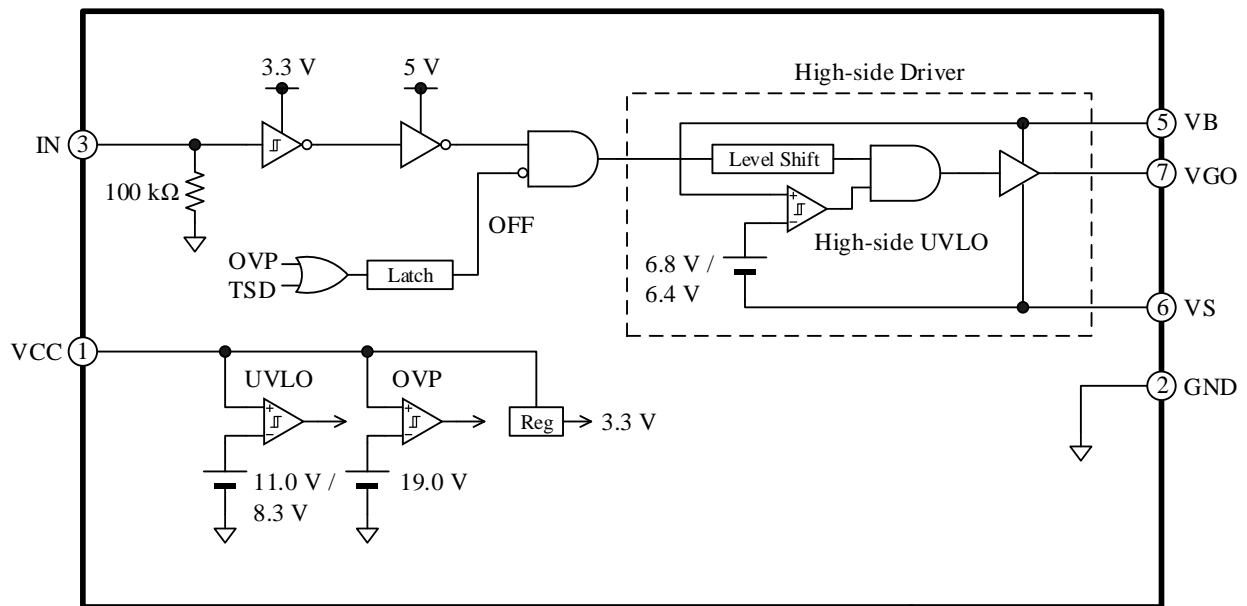 3.3 V
5 V
High-side Driver
IN 3
5 VB
100 kΩ
Level Shift
7 VGO
+
−
OFF
High-side UVLO
OVP
TSD
Latch
6.8 V /
6.4 V
6 VS
VCC 1
UVLO
OVP
2 GND
+
−
+
−
Reg
3.3 V
11.0 V /
8.3 V
19.0 V